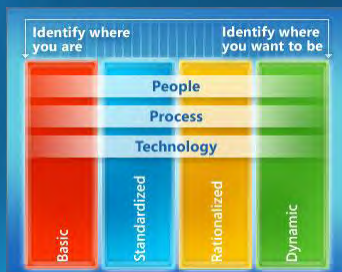 Identify where
you are
Identify where
you want to be
People
Process
Technology
Basic
Standardized
Rationalized
Dynamic